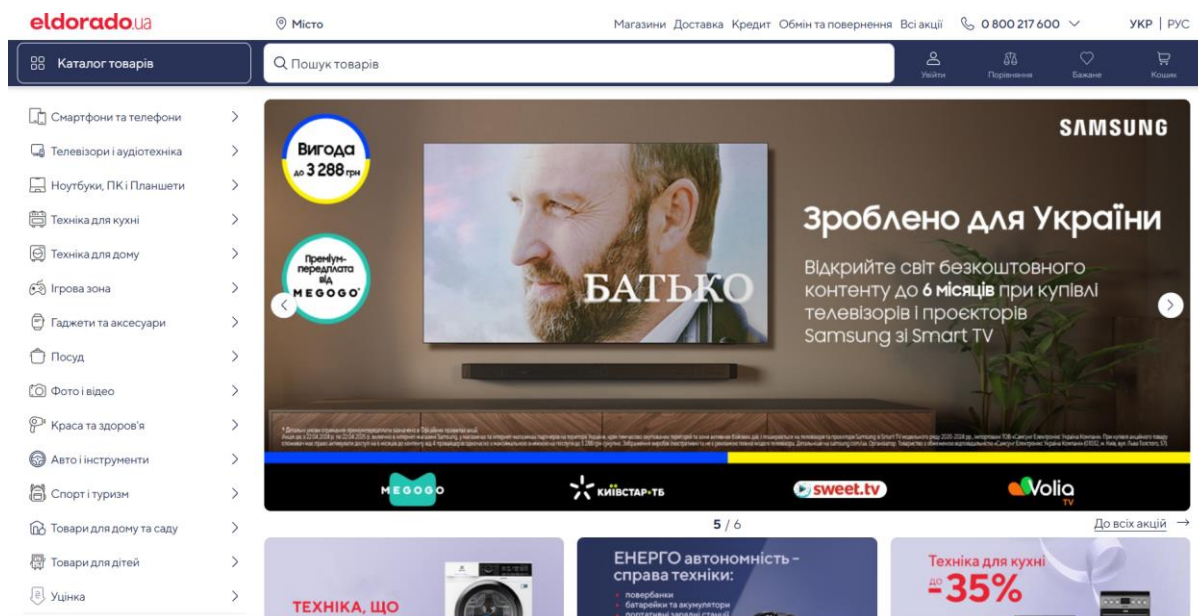 eldorado.ua
Місто
Магазини Доставка Кредит Обмін та повернення Всі акції 0 800 217 600 УКР | РУС
Каталог товарів
Пошук товарів
Увійти Порівняння Бажане Кошик
Смартфони та телефони
Телевізори і аудіотехніка
Ноутбуки, ПК і Планшети
Техніка для кухні
Техніка для дому
Ігрова зона
Гаджети та аксесуари
Посуд
Фото і відео
Краса та здоров'я
Авто і інструменти
Спорт і туризм
Товари для дому та саду
Товари для дітей
Уцінка
Вигода
до 3 288 грн
Преміум-
передплата
від
MEGOGO*
БАТЬКО
SAMSUNG
Зроблено для України
Відкрийте світ безкоштовного
контенту до 6 місяців при купівлі
телевізорів і проєкторів
Samsung зі Smart TV
MEGOGO
КИЇВСТАР•ТБ
sweet.tv
Volia
TV
5 / 6
До всіх акцій
ТЕХНІКА, ЩО
ЕНЕРГО автономність –
справа техніки:
повербанки
батарейки та акумулятори
портативні зарядні станції
Техніка для кухні
до
-35%